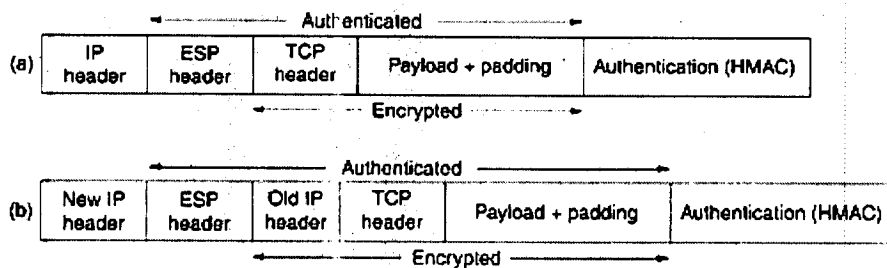 Authenticated
(a) IP header ESP header TCP header Payload + padding Authentication (HMAC)
Encrypted
Authenticated
(b) New IP header ESP header Old IP header TCP header Payload + padding Authentication (HMAC)
Encrypted